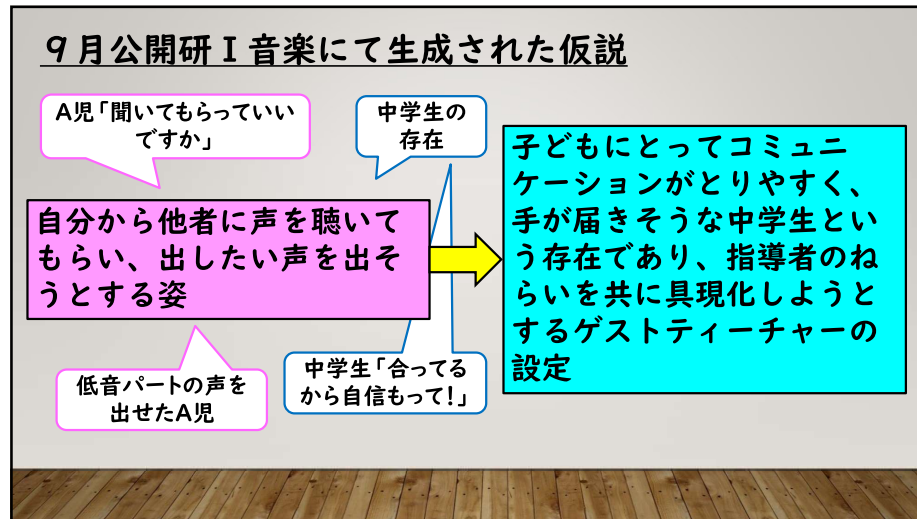 ９月公開研Ⅰ音楽にて生成された仮説
A児「聞いてもらっていい
ですか」
中学生の
存在
自分から他者に声を聴いて
もらい、出したい声を出そ
うとする姿
子どもにとってコミュニ
ケーションがとりやすく、
手が届きそうな中学生とい
う存在であり、指導者のね
らいを共に具現化しようと
するゲストティーチャーの
設定
低音パートの声を
出せたA児
中学生「合ってる
から自信もって！」